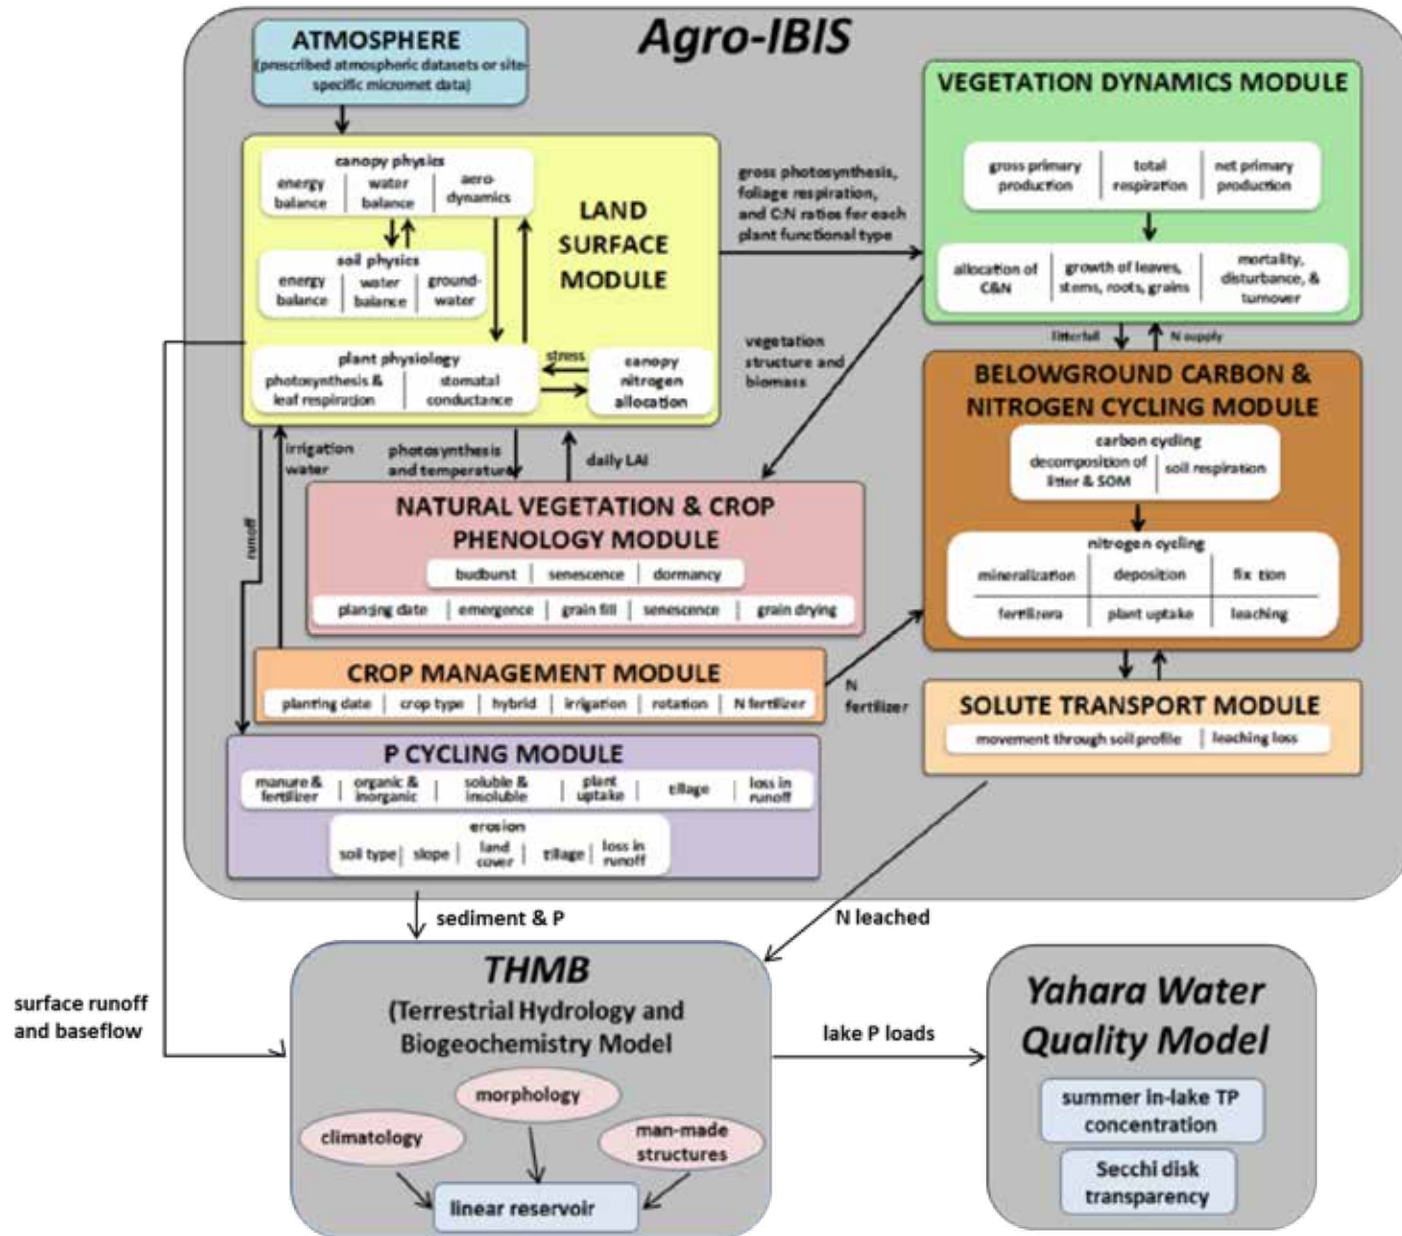 Agro-IBIS
ATMOSPHERE
(prescribed atmospheric datasets or site-
specific micromet data)
canopy physics
energy balance | water balance | aero-dynamics
soil physics
energy balance | water balance | ground-water
LAND
SURFACE
MODULE
plant physiology
photosynthesis & leaf respiration | stomatal conductance
stress
canopy
nitrogen
allocation
gross photosynthesis,
foliage respiration,
and C:N ratios for each
plant functional type
VEGETATION DYNAMICS MODULE
gross primary production | total respiration | net primary production
allocation of C&N | growth of leaves, stems, roots, grains | mortality, disturbance, & turnover
vegetation
structure and
biomass
litterfall
N supply
BELOWGROUND CARBON &
NITROGEN CYCLING MODULE
carbon cycling
decomposition of litter & SOM | soil respiration
nitrogen cycling
mineralization | deposition | fix tion
fertilizera | plant uptake | leaching
irrigation
water
photosynthesis
and temperature
daily LAI
runoff
NATURAL VEGETATION & CROP
PHENOLOGY MODULE
budburst | senescence | dormancy
planting date | emergence | grain fill | senescence | grain drying
CROP MANAGEMENT MODULE
planting date | crop type | hybrid | irrigation | rotation | N fertilizer
N
fertilizer
SOLUTE TRANSPORT MODULE
movement through soil profile | leaching loss
P CYCLING MODULE
manure & fertilizer | organic & inorganic | soluble & insoluble | plant uptake | tillage | loss in runoff
erosion
soil type | slope | land cover | tillage | loss in runoff
sediment & P
N leached
surface runoff
and baseflow
THMB
(Terrestrial Hydrology and
Biogeochemistry Model
morphology
climatology
man-made
structures
linear reservoir
lake P loads
Yahara Water
Quality Model
summer in-lake TP
concentration
Secchi disk
transparency